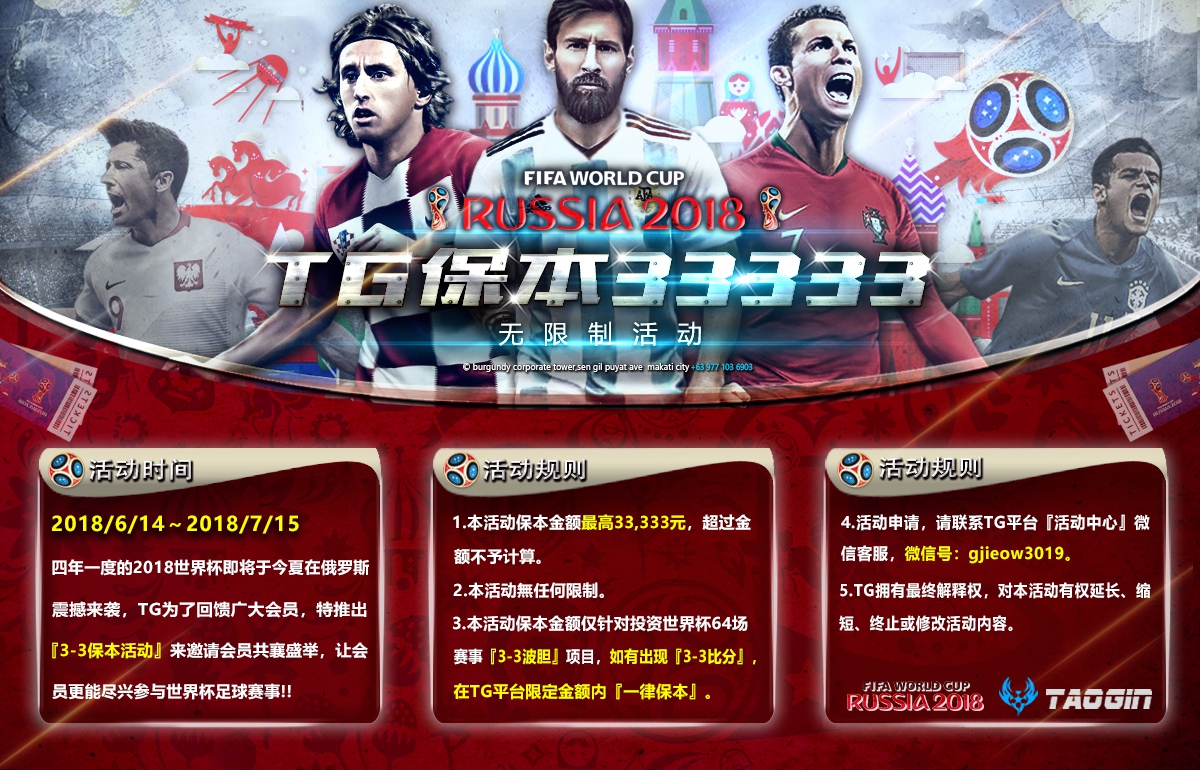 FIFA WORLD CUP
RUSSIA 2018
7
9
TG保本33333
无限制活动
© burgundy corporate tower,sen gil puyat ave makati city +63 977 103 6903
TICKETS
TICKETS
活动时间
2018/6/14～2018/7/15
四年一度的2018世界杯即将于今夏在俄罗斯
震撼来袭，TG为了回馈广大会员，特推出
『3-3保本活动』来邀请会员共襄盛举，让会
员更能尽兴参与世界杯足球赛事!!
活动规则
1.本活动保本金额最高33,333元，超过金
额不予计算。
2.本活动無任何限制。
3.本活动保本金额仅针对投资世界杯64场
赛事『3-3波胆』项目，如有出现『3-3比分』，
在TG平台限定金额内『一律保本』。
活动规则
4.活动申请，请联系TG平台『活动中心』微
信客服，微信号：gjieow3019。
5.TG拥有最终解释权，对本活动有权延长、缩
短、终止或修改活动内容。
FIFA WORLD CUP
RUSSIA 2018
TAOGIN